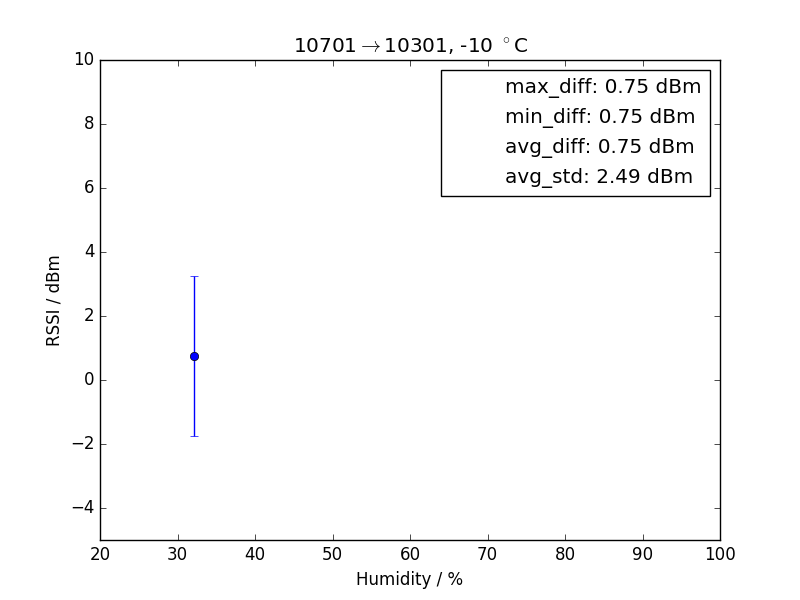 10701→10301, -10 °C
max_diff: 0.75 dBm
min_diff: 0.75 dBm
avg_diff: 0.75 dBm
avg_std: 2.49 dBm
RSSI / dBm
10
8
6
4
2
0
−2
−4
20 30 40 50 60 70 80 90 100
Humidity / %